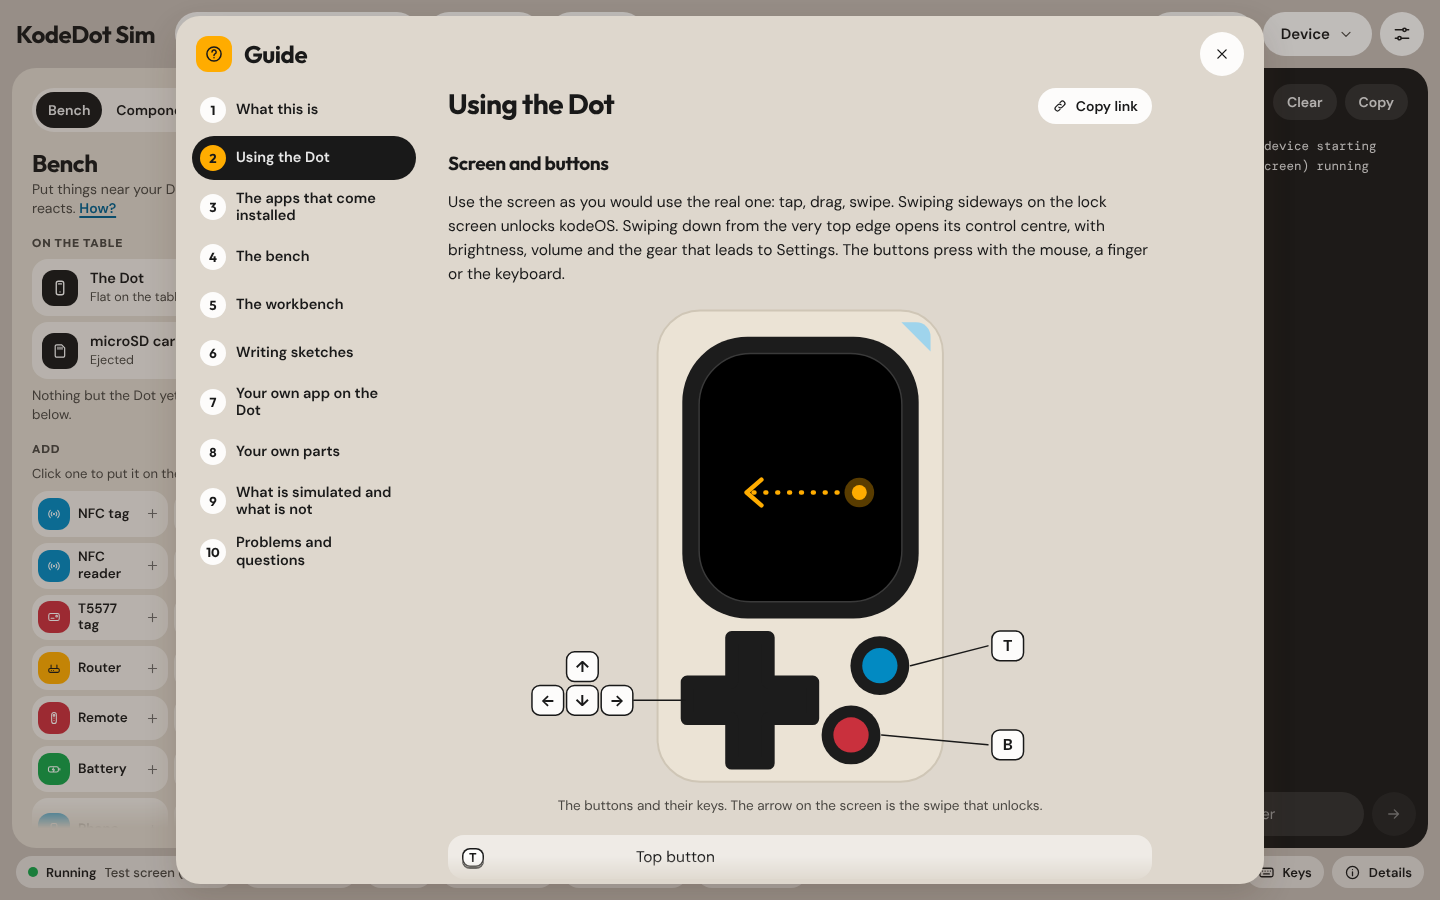 KodeDot Sim
Device
Guide
1 What this is
2 Using the Dot
3 The apps that come
installed
4 The bench
5 The workbench
6 Writing sketches
7 Your own app on the
Dot
8 Your own parts
9 What is simulated and
what is not
10 Problems and
questions
Using the Dot
Copy link
Screen and buttons
Use the screen as you would use the real one: tap, drag, swipe. Swiping sideways on the lock
screen unlocks kodeOS. Swiping down from the very top edge opens its control centre, with
brightness, volume and the gear that leads to Settings. The buttons press with the mouse, a finger
or the keyboard.
T
B
The buttons and their keys. The arrow on the screen is the swipe that unlocks.
T Top button
Bench
Bench
Put things near your D
reacts. How?
ON THE TABLE
The Dot
Flat on the tabl
microSD car
Ejected
Nothing but the Dot yet
below.
ADD
Click one to put it on the
NFC tag
NFC
reader
T5577
tag
Router
Remote
Battery
Clear
Copy
device starting
creen) running
Running Test screen
Keys
Details